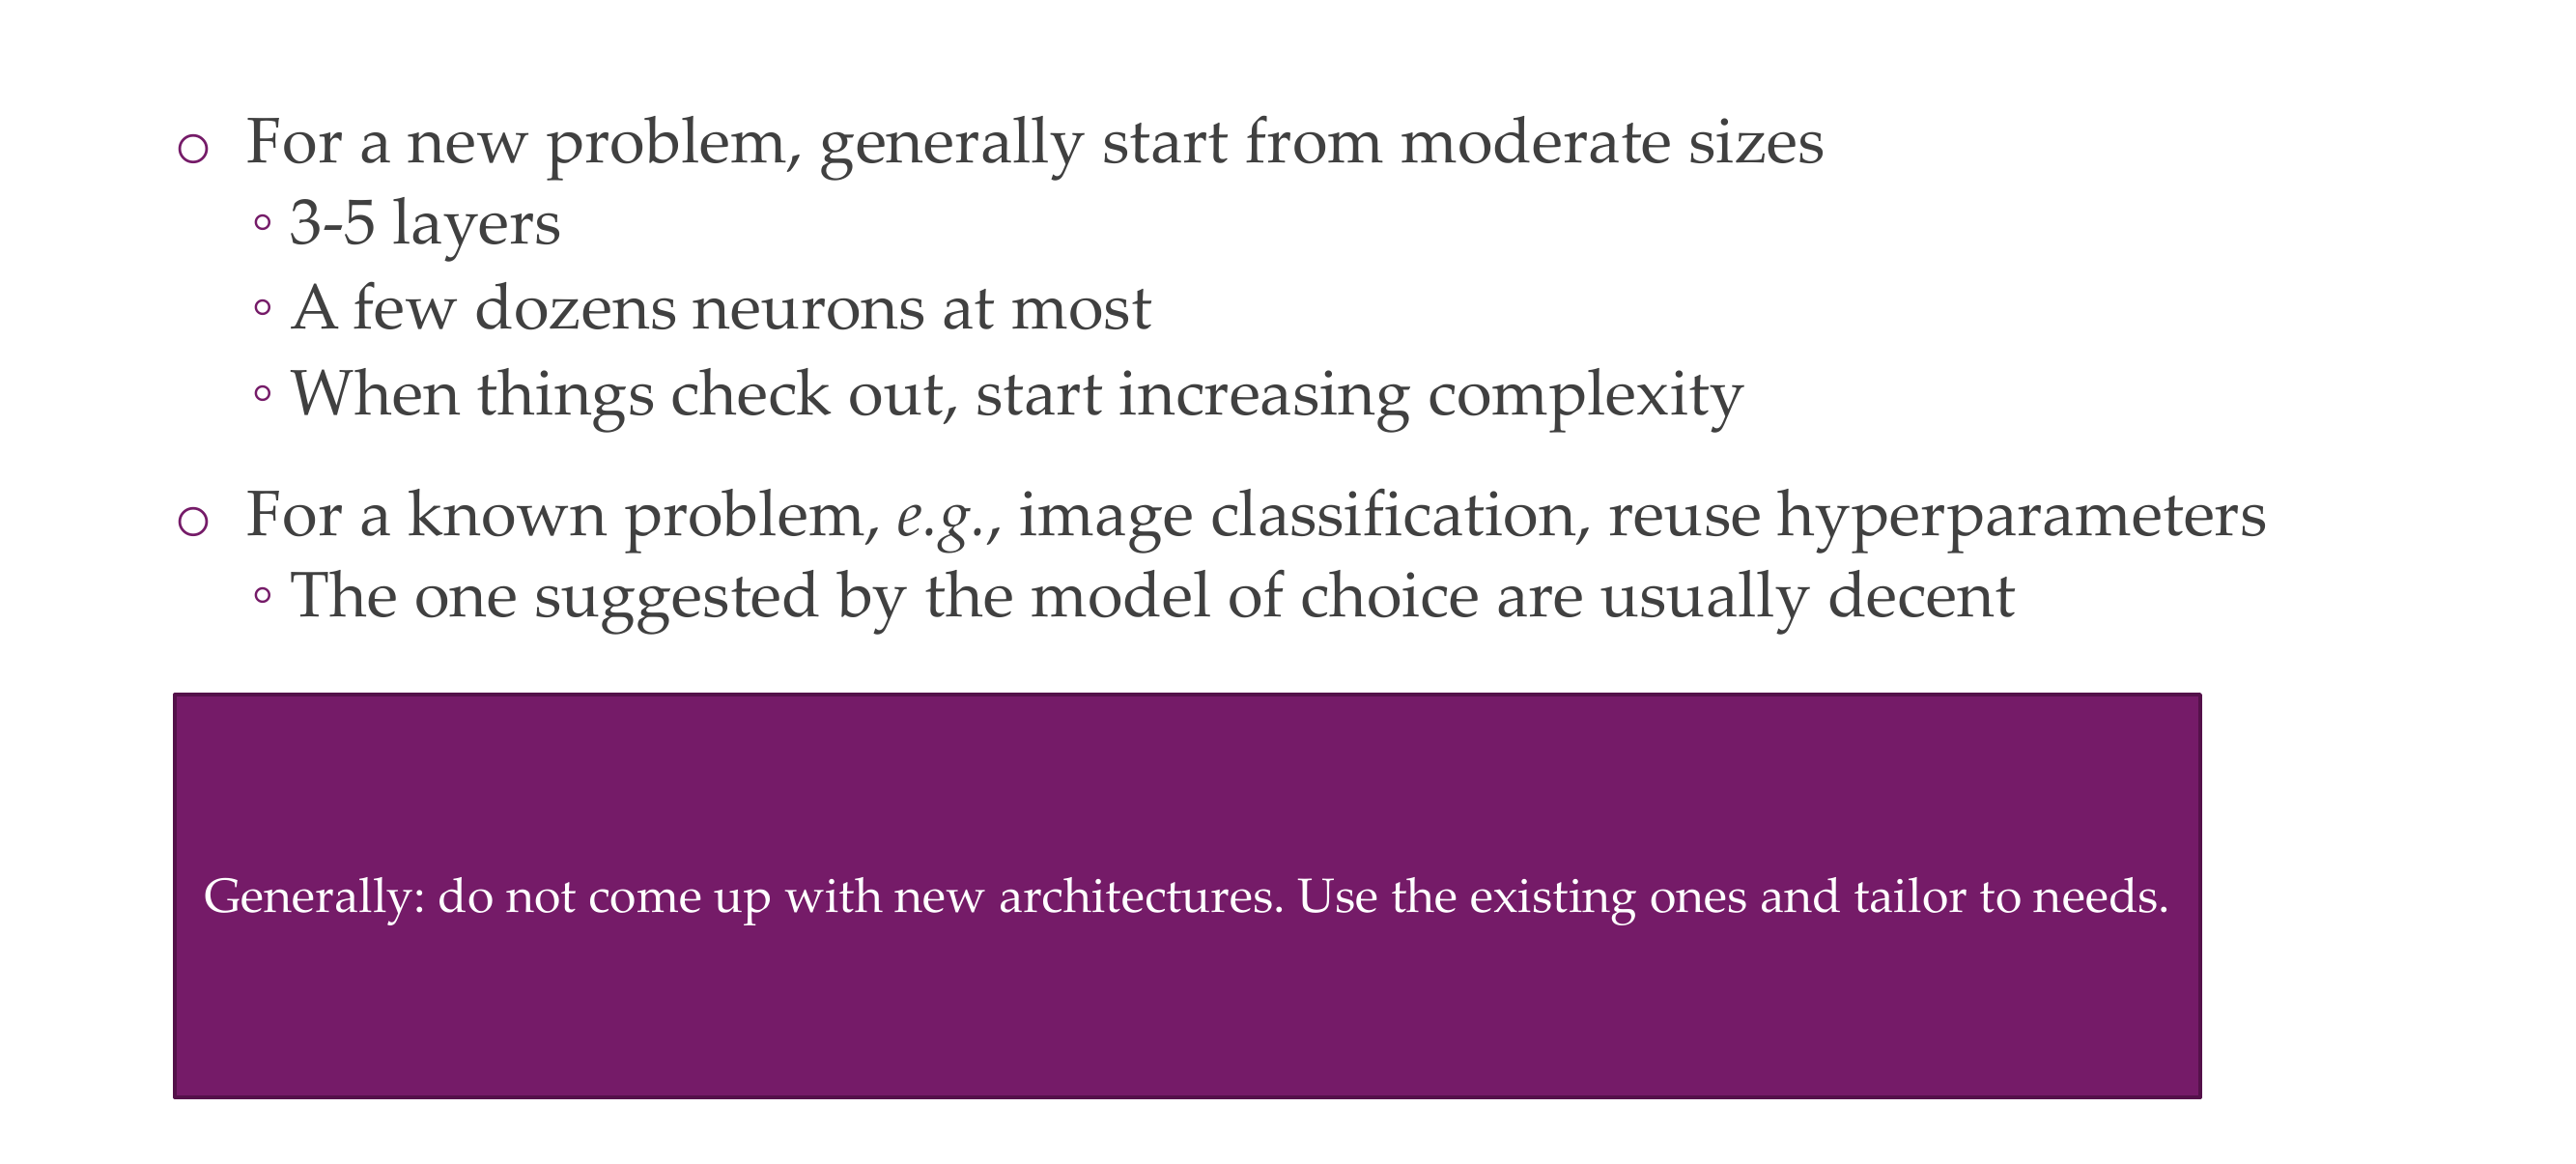 For a new problem, generally start from moderate sizes
3-5 layers
A few dozens neurons at most
When things check out, start increasing complexity
For a known problem, e.g., image classification, reuse hyperparameters
The one suggested by the model of choice are usually decent
Generally: do not come up with new architectures. Use the existing ones and tailor to needs.